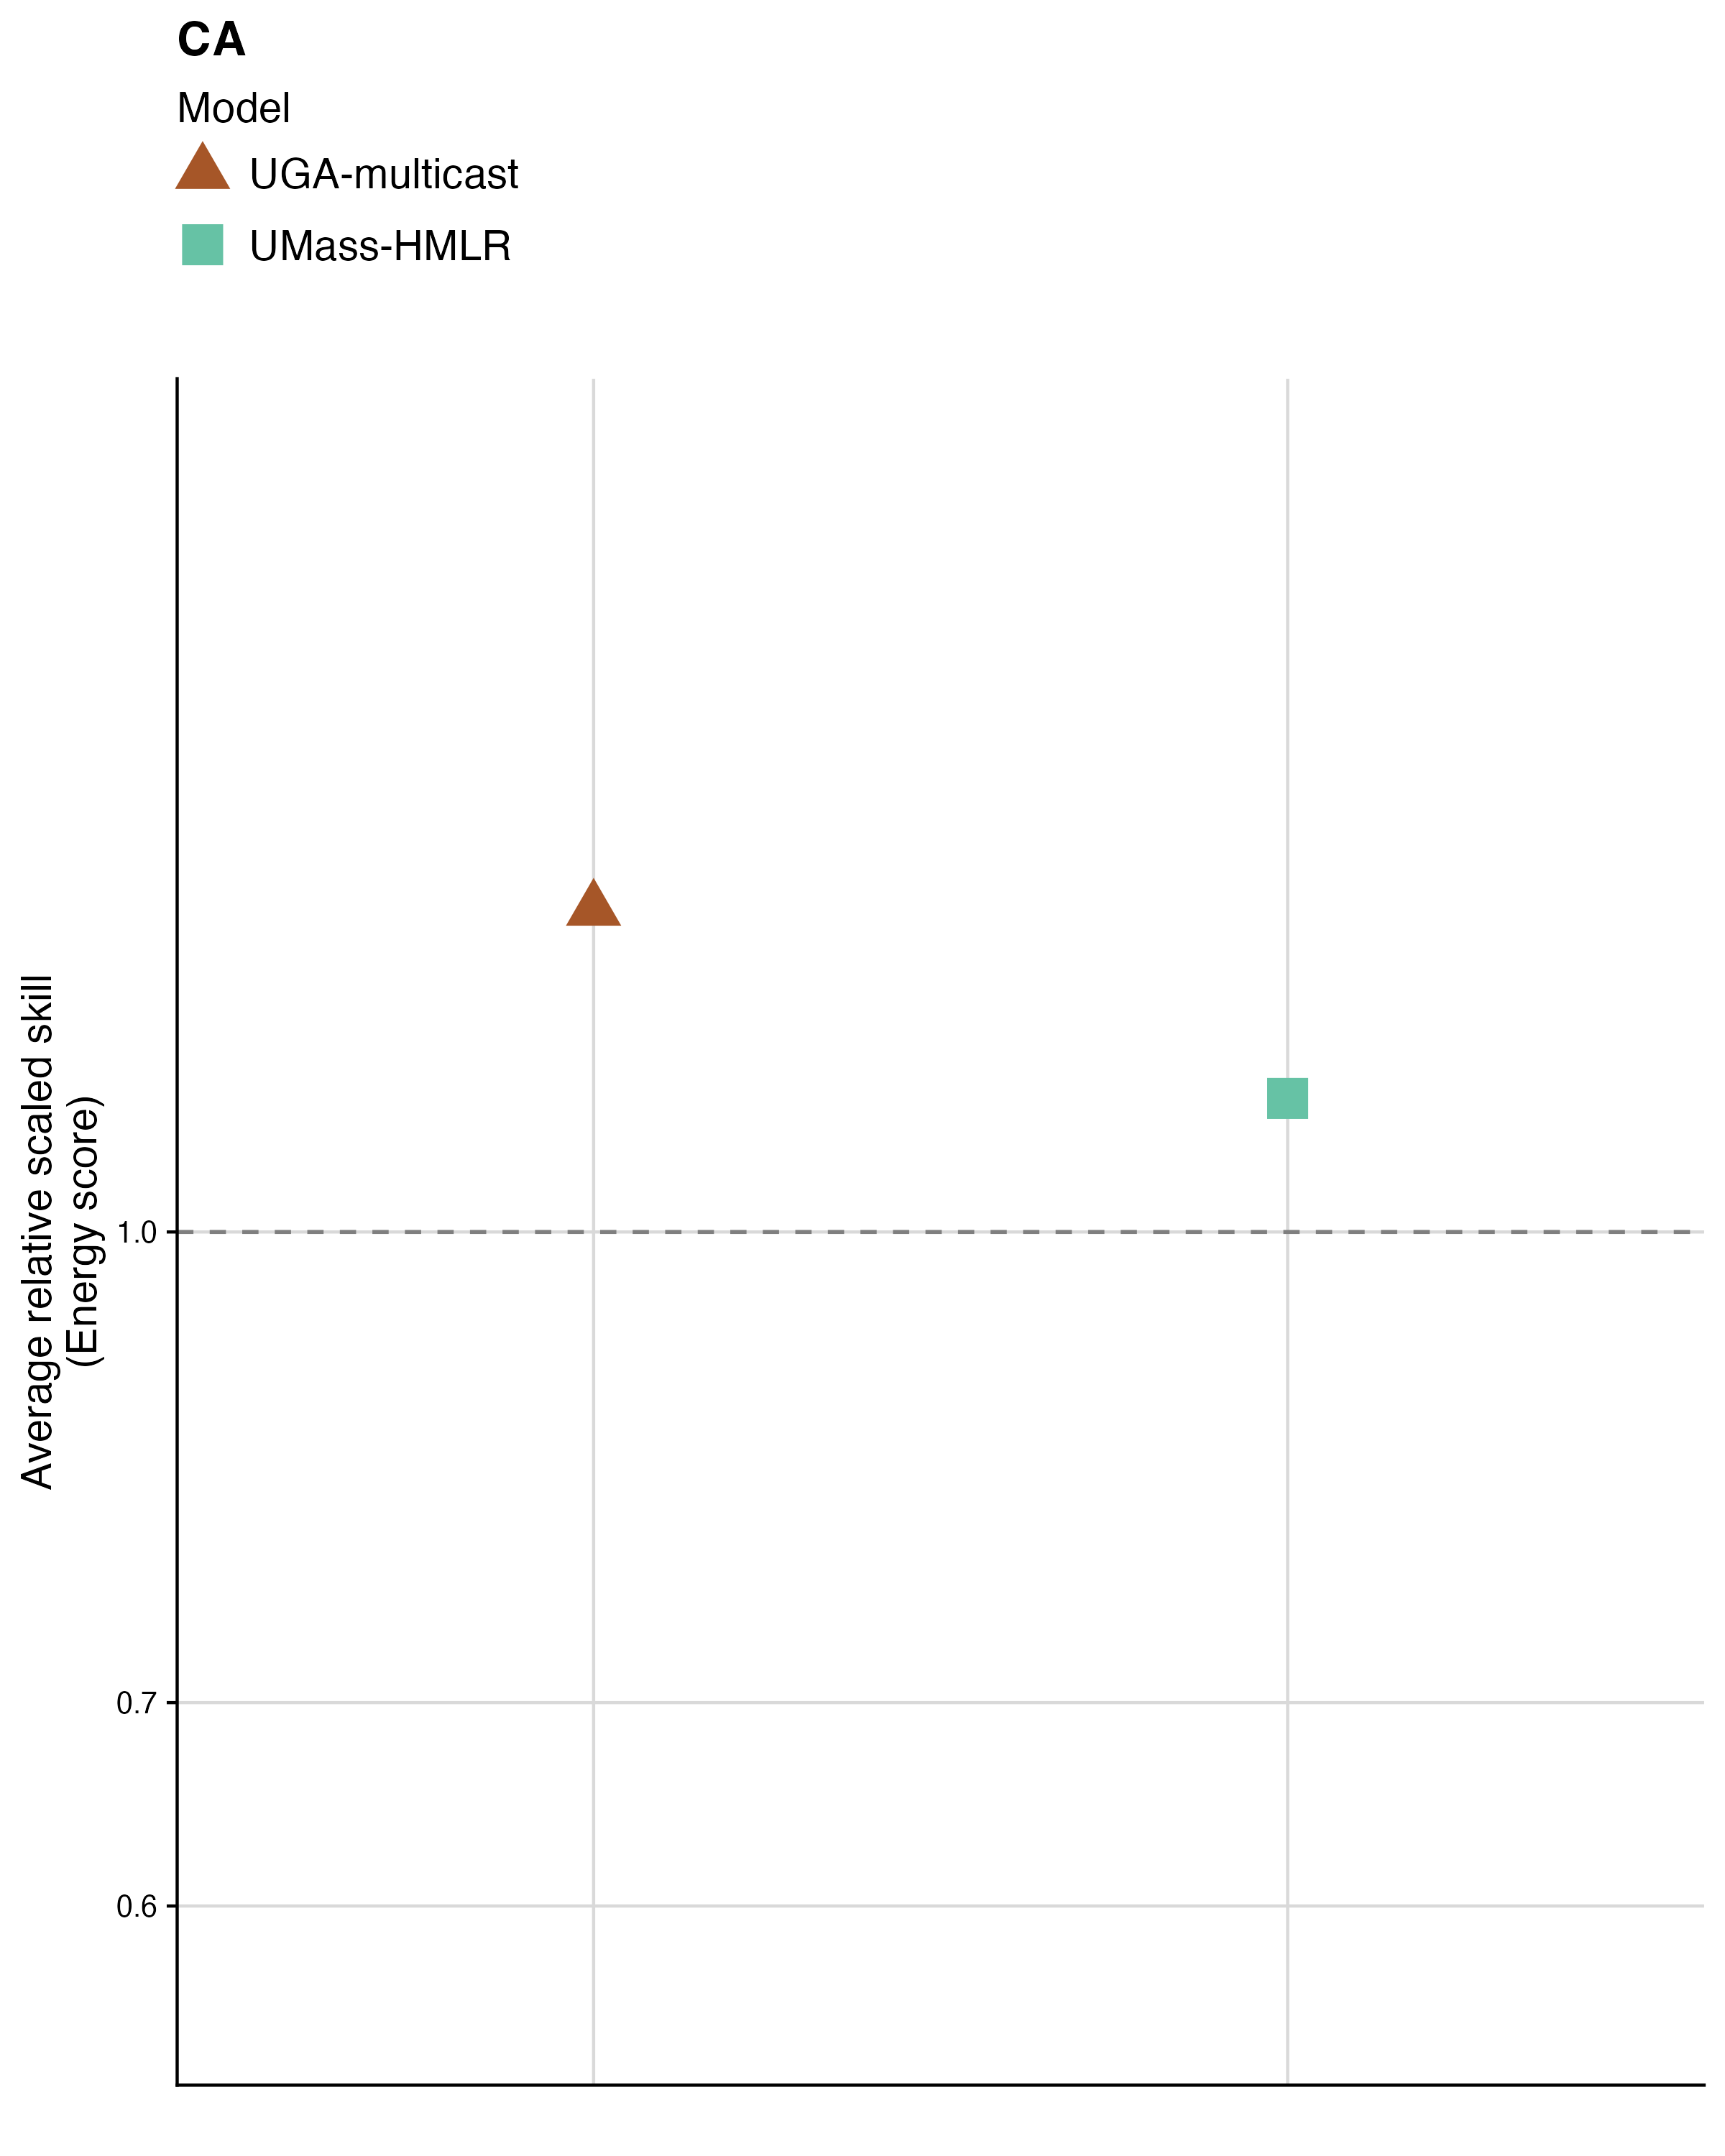 CA
Model
UGA-multicast
UMass-HMLR
Average relative scaled skill
(Energy score)
1.0
0.7
0.6